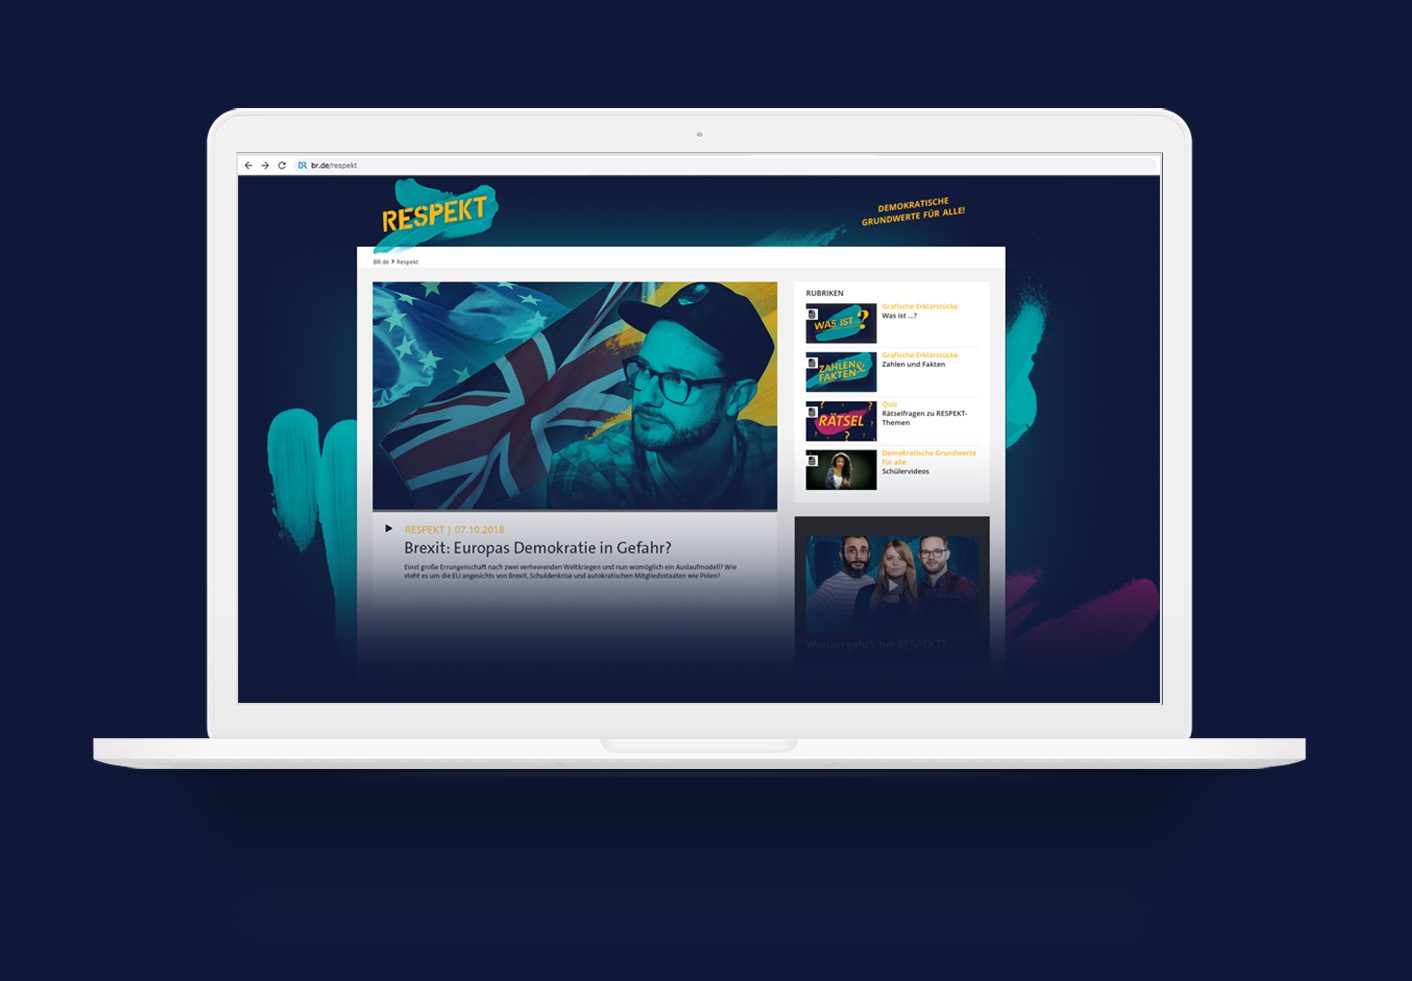 br.de/respekt
RESPEKT
DEMOKRATISCHE
GRUNDWERTE FÜR ALLE!
BR.de > Respekt
RESPEKT | 07.10.2018
Brexit: Europas Demokratie in Gefahr?
Einst große Errungenschaft nach zwei verheerenden Weltkriegen und nun womöglich ein Auslaufmodell? Wie
steht es um die EU angesichts von Brexit, Schuldenkrise und autokratischen Mitgliedsstaaten wie Polen?
RUBRIKEN
WAS IST ...?
Grafische Erklärstücke
Was ist ...?
ZAHLEN &
FAKTEN
Grafische Erklärstücke
Zahlen und Fakten
RÄTSEL
Quiz
Rätselfragen zu RESPEKT-
Themen
Demokratische Grundwerte
für alle
Schülervideos
Worum geht's bei RESPEKT?